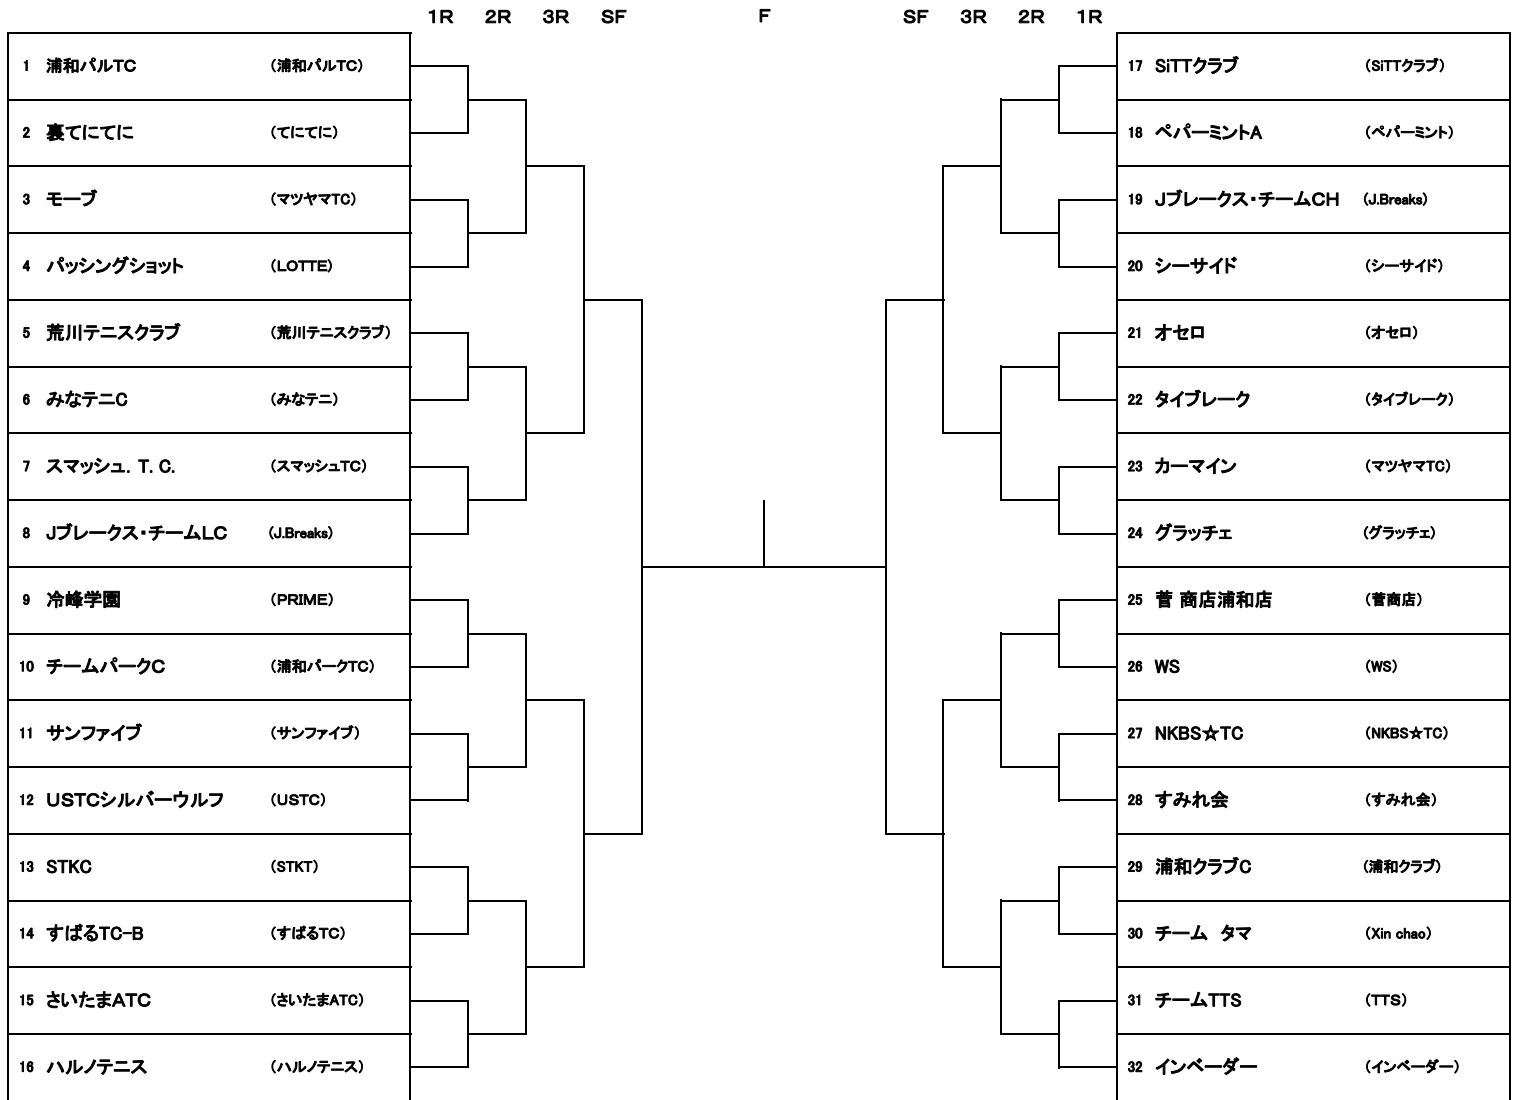 1R 2R 3R SF F SF 3R 2R 1R
1 浦和パルTC (浦和パルTC)
2 裏てにてに (てにてに)
3 モーブ (マツヤマTC)
4 パッシングショット (LOTTE)
5 荒川テニスクラブ (荒川テニスクラブ)
6 みなテニC (みなテニ)
7 スマッシュ. T. C. (スマッシュTC)
8 Jブレークス・チームLC (J.Breaks)
9 冷峰学園 (PRIME)
10 チームパークC (浦和パークTC)
11 サンファイブ (サンファイブ)
12 USTCシルバーウルフ (USTC)
13 STKC (STKT)
14 すばるTC-B (すばるTC)
15 さいたまATC (さいたまATC)
16 ハルノテニス (ハルノテニス)
17 SiTTクラブ (SiTTクラブ)
18 ペパーミントA (ペパーミント)
19 Jブレークス・チームCH (J.Breaks)
20 シーサイド (シーサイド)
21 オセロ (オセロ)
22 タイブレーク (タイブレーク)
23 カーマイン (マツヤマTC)
24 グラッチェ (グラッチェ)
25 菅 商店浦和店 (菅商店)
26 WS (WS)
27 NKBS☆TC (NKBS☆TC)
28 すみれ会 (すみれ会)
29 浦和クラブC (浦和クラブ)
30 チーム タマ (Xin chao)
31 チームTTS (TTS)
32 インベーダー (インベーダー)